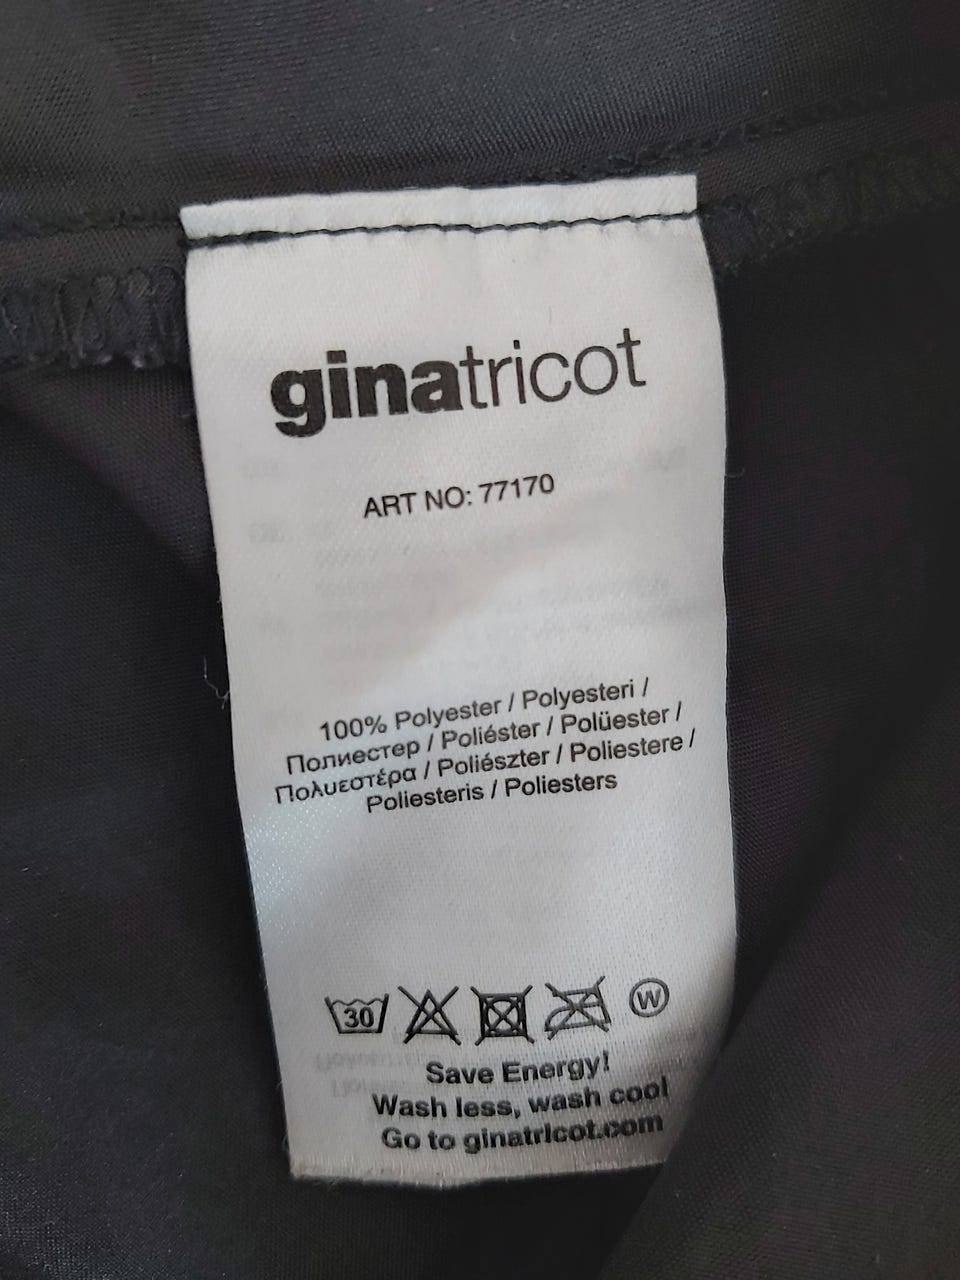 ginatricot
ART NO: 77170
100% Polyester / Polyesteri /
Полиестер / Poliéster / Polüester /
Πολυεστέρα / Poliészter / Poliestere /
Poliesteris / Poliesters
30
W
Save Energy!
Wash less, wash cool
Go to ginatricot.com